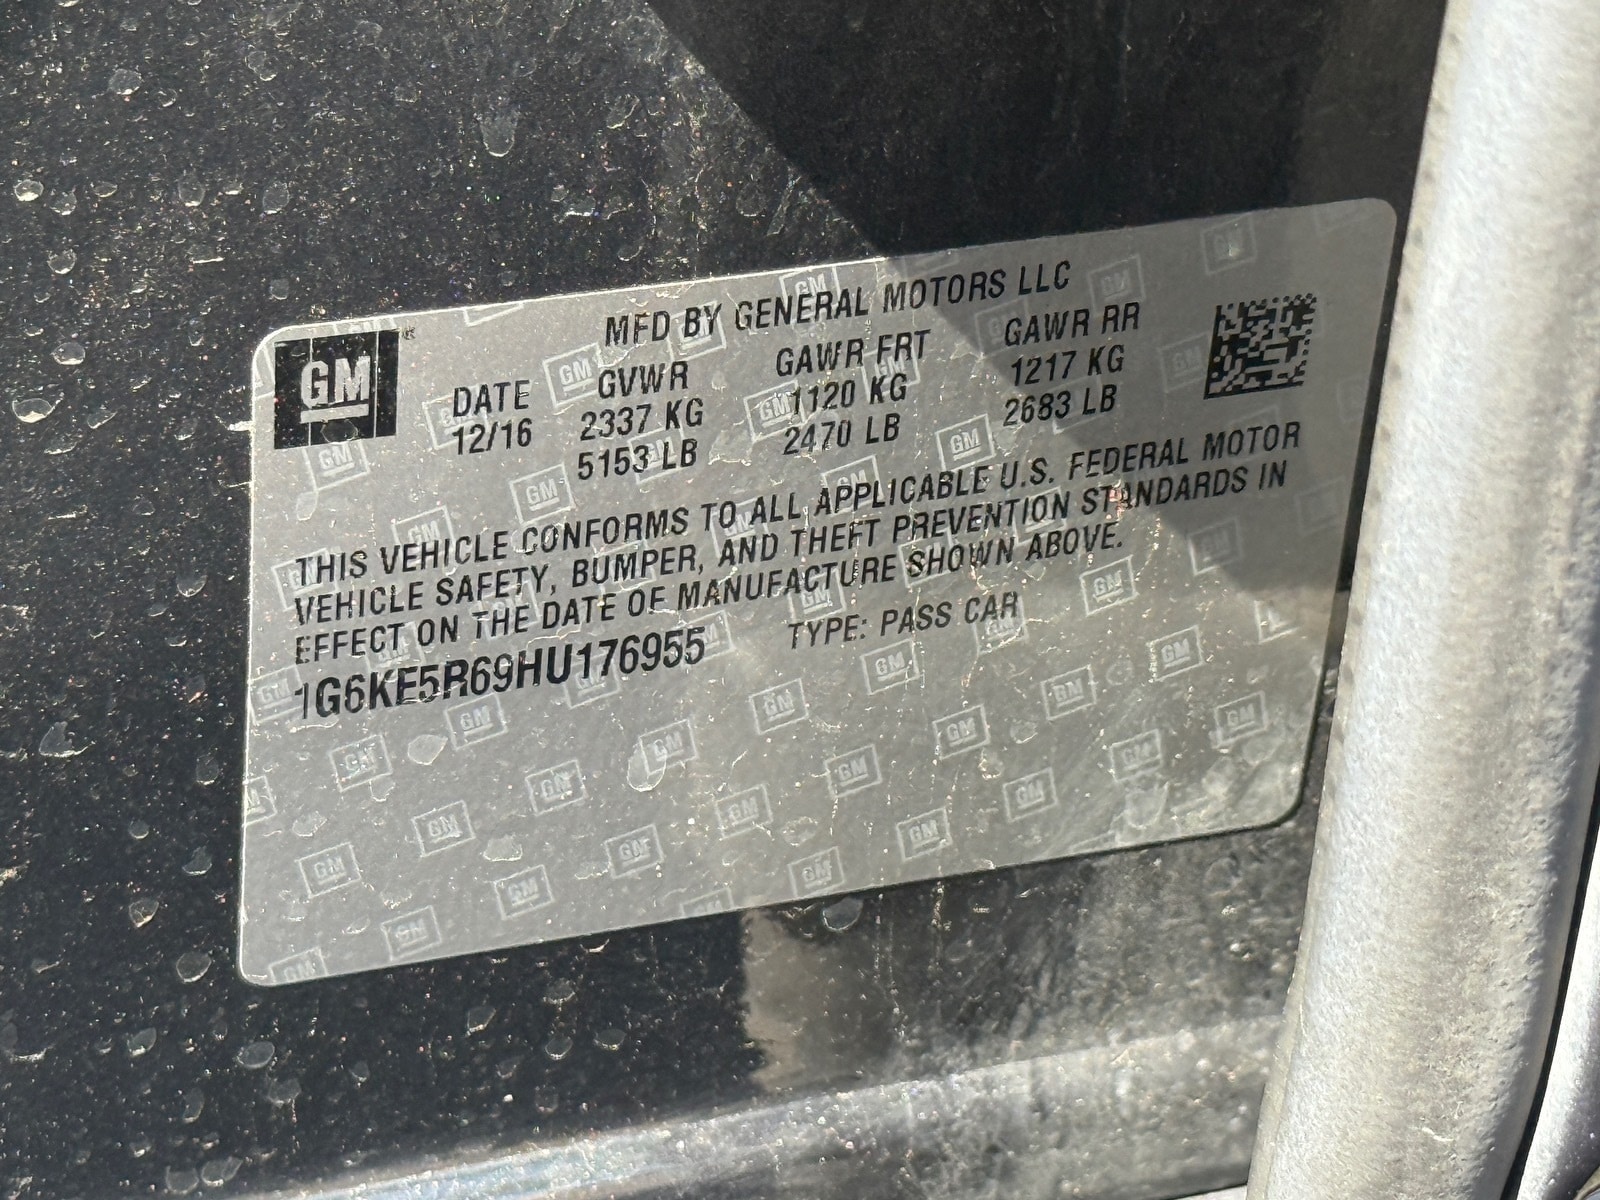 GM
MFD BY GENERAL MOTORS LLC
DATE GVWR GAWR FRT GAWR RR
12/16 2337 KG 1120 KG 1217 KG
5153 LB 2470 LB 2683 LB
THIS VEHICLE CONFORMS TO ALL APPLICABLE U.S. FEDERAL MOTOR
VEHICLE SAFETY, BUMPER, AND THEFT PREVENTION STANDARDS IN
EFFECT ON THE DATE OF MANUFACTURE SHOWN ABOVE.
1G6KE5R69HU176955 TYPE: PASS CAR